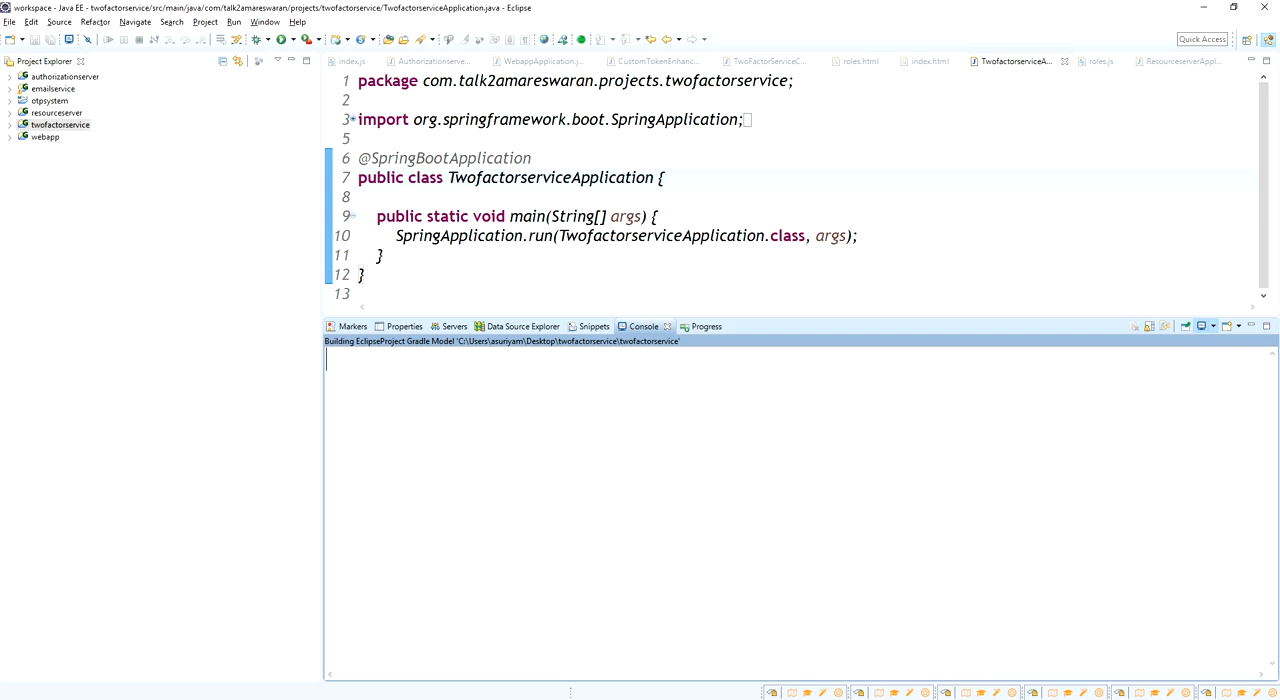 workspace - Java EE - twofactorservice/src/main/java/com/talk2amareswaran/projects/twofactorservice/TwofactorserviceApplication.java - Eclipse
File Edit Source Refactor Navigate Search Project Run Window Help
Quick Access
Project Explorer
index.js Authorizationserve... WebappApplication.j... CustomTokenEnhanc... TwoFactorServiceC... roles.html index.html TwofactorserviceA... roles.js ResourceserverAppl...
authorizationserver
emailservice
otpsystem
resourceserver
twofactorservice
webapp
1 package com.talk2amareswaran.projects.twofactorservice;
2
3 import org.springframework.boot.SpringApplication;
5
6 @SpringBootApplication
7 public class TwofactorserviceApplication {
8
9 public static void main(String[] args) {
10 SpringApplication.run(TwofactorserviceApplication.class, args);
11 }
12 }
13
Markers Properties Servers Data Source Explorer Snippets Console Progress
Building EclipseProject Gradle Model 'C:\Users\asuriyam\Desktop\twofactorservice\twofactorservice'